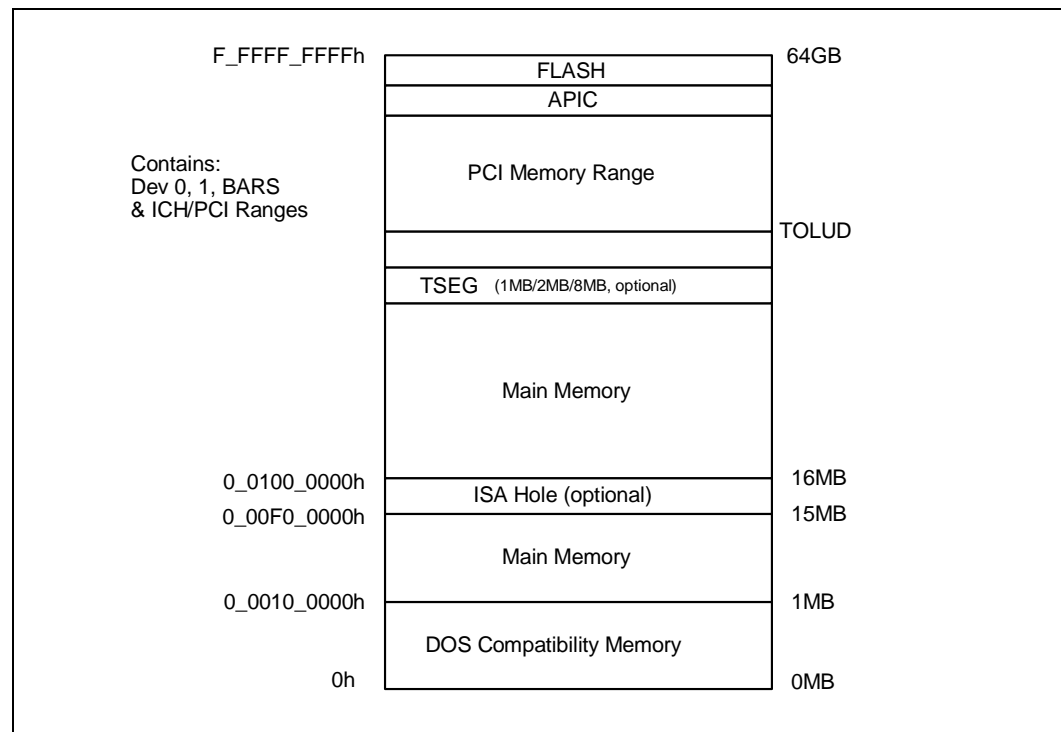 F_FFFF_FFFFh
64GB
FLASH
APIC
Contains:
Dev 0, 1, BARS
& ICH/PCI Ranges
PCI Memory Range
TOLUD
TSEG (1MB/2MB/8MB, optional)
Main Memory
0_0100_0000h
16MB
ISA Hole (optional)
0_00F0_0000h
15MB
Main Memory
0_0010_0000h
1MB
DOS Compatibility Memory
0h
0MB